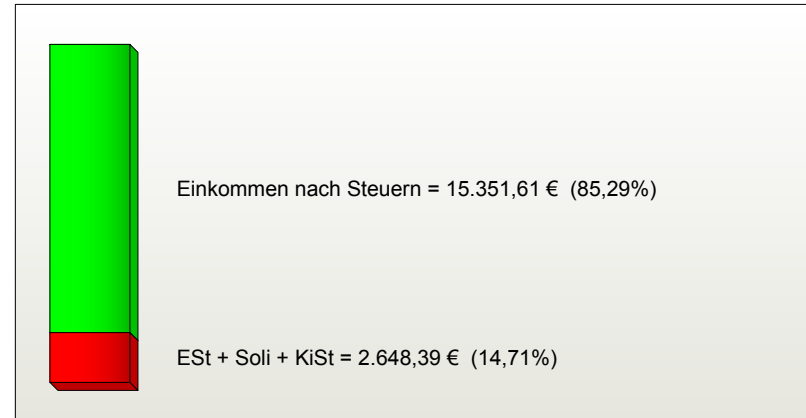 Einkommen nach Steuern = 15.351,61 € (85,29%)
ESt + Soli + KiSt = 2.648,39 € (14,71%)